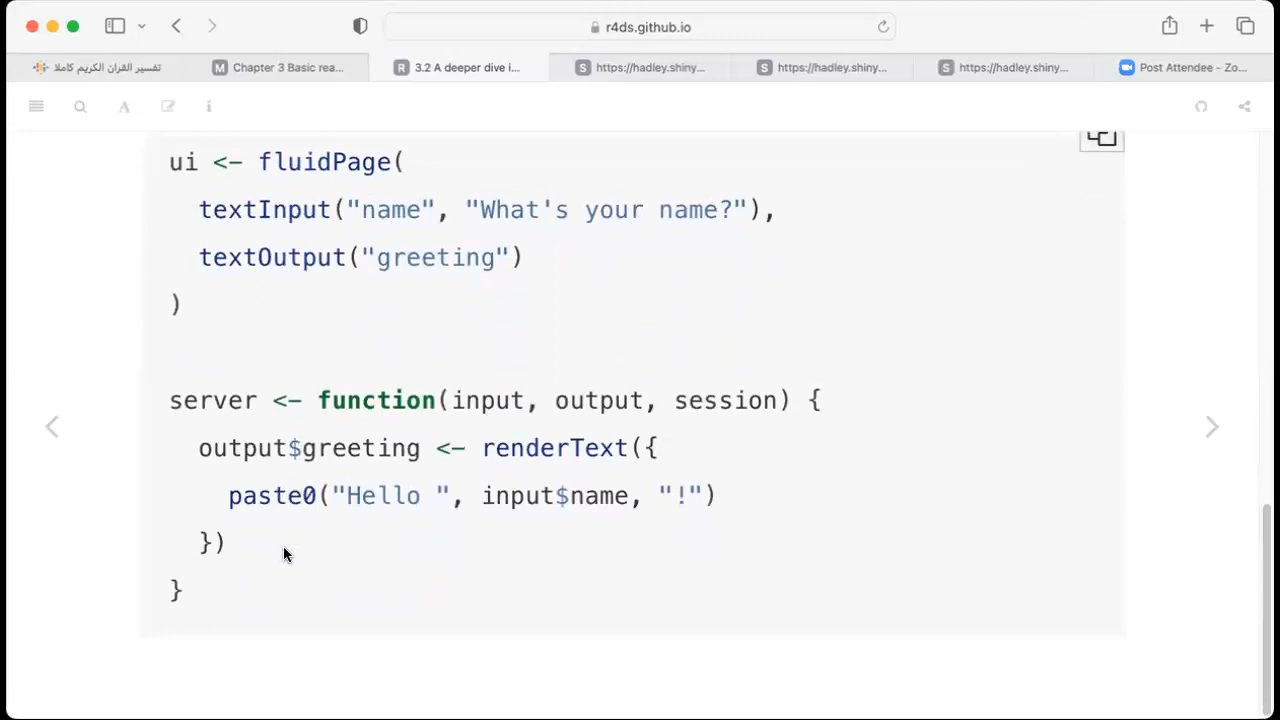 r4ds.github.io
تفسير القران الكريم كاملا
M Chapter 3 Basic rea...
R 3.2 A deeper dive i...
S https://hadley.shiny...
S https://hadley.shiny...
S https://hadley.shiny...
Post Attendee - Zo...
A
i
ui <- fluidPage(
textInput("name", "What's your name?"),
textOutput("greeting")
)
server <- function(input, output, session) {
output$greeting <- renderText({
paste0("Hello ", input$name, "!")
})
}